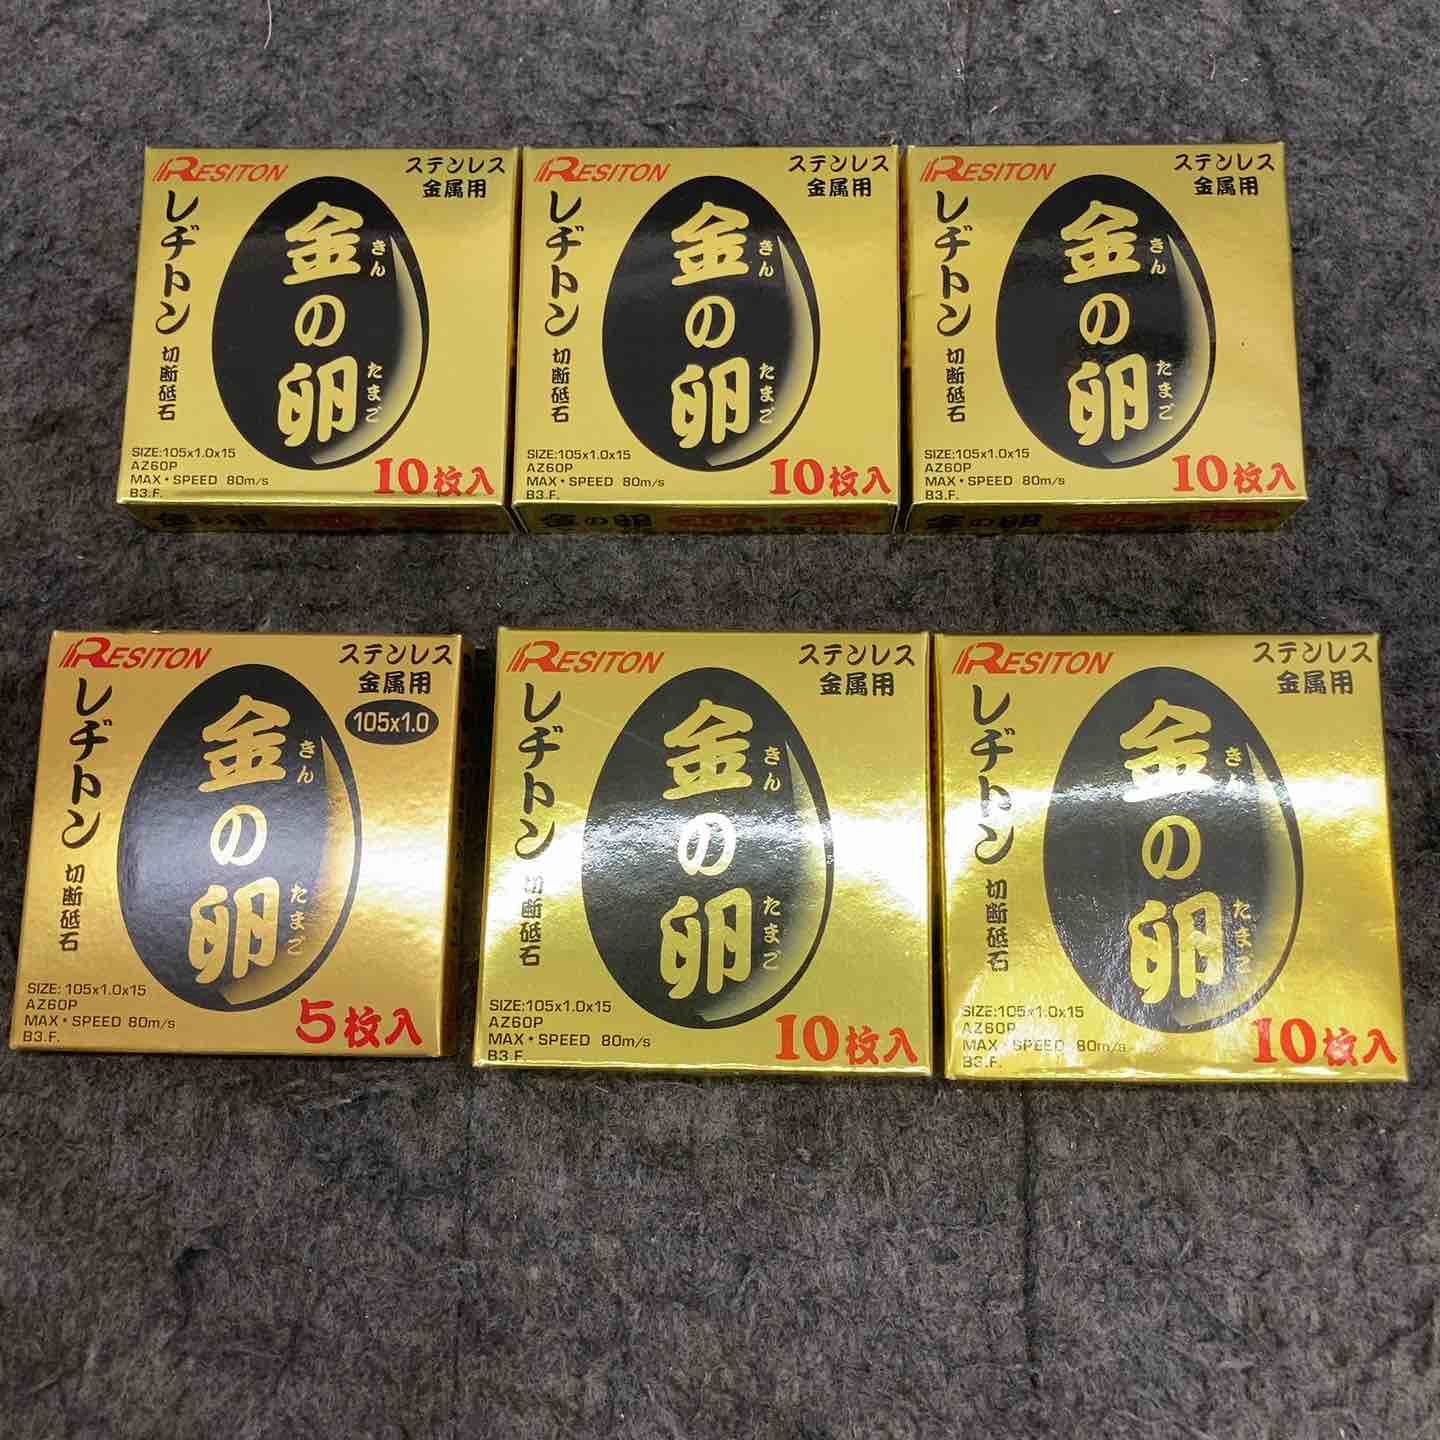 RESITON
ステンレス
金属用
レヂトン
切断砥石
金の卵
きん
たまご
SIZE:105x1.0x15
AZ60P
MAX・SPEED 80m/s
B3.F.
10枚入
金の卵
RESITON
ステンレス
金属用
レヂトン
切断砥石
金の卵
きん
たまご
SIZE:105x1.0x15
AZ60P
MAX・SPEED 80m/s
B3.F.
10枚入
金の卵
RESITON
ステンレス
金属用
レヂトン
切断砥石
金の卵
きん
たまご
SIZE:105x1.0x15
AZ60P
MAX・SPEED 80m/s
B3.F.
10枚入
金の卵
RESITON
ステンレス
金属用
105x1.0
レヂトン
切断砥石
金の卵
きん
たまご
SIZE: 105x1.0x15
AZ60P
MAX・SPEED 80m/s
B3.F.
5枚入
RESITON
ステンレス
金属用
レヂトン
切断砥石
金の卵
きん
たまご
SIZE:105x1.0x15
AZ60P
MAX・SPEED 80m/s
B3.F.
10枚入
RESITON
ステンレス
金属用
レヂトン
切断砥石
金の卵
きん
たまご
SIZE:105x1.0x15
AZ60P
MAX・SPEED 80m/s
B3.F.
10枚入